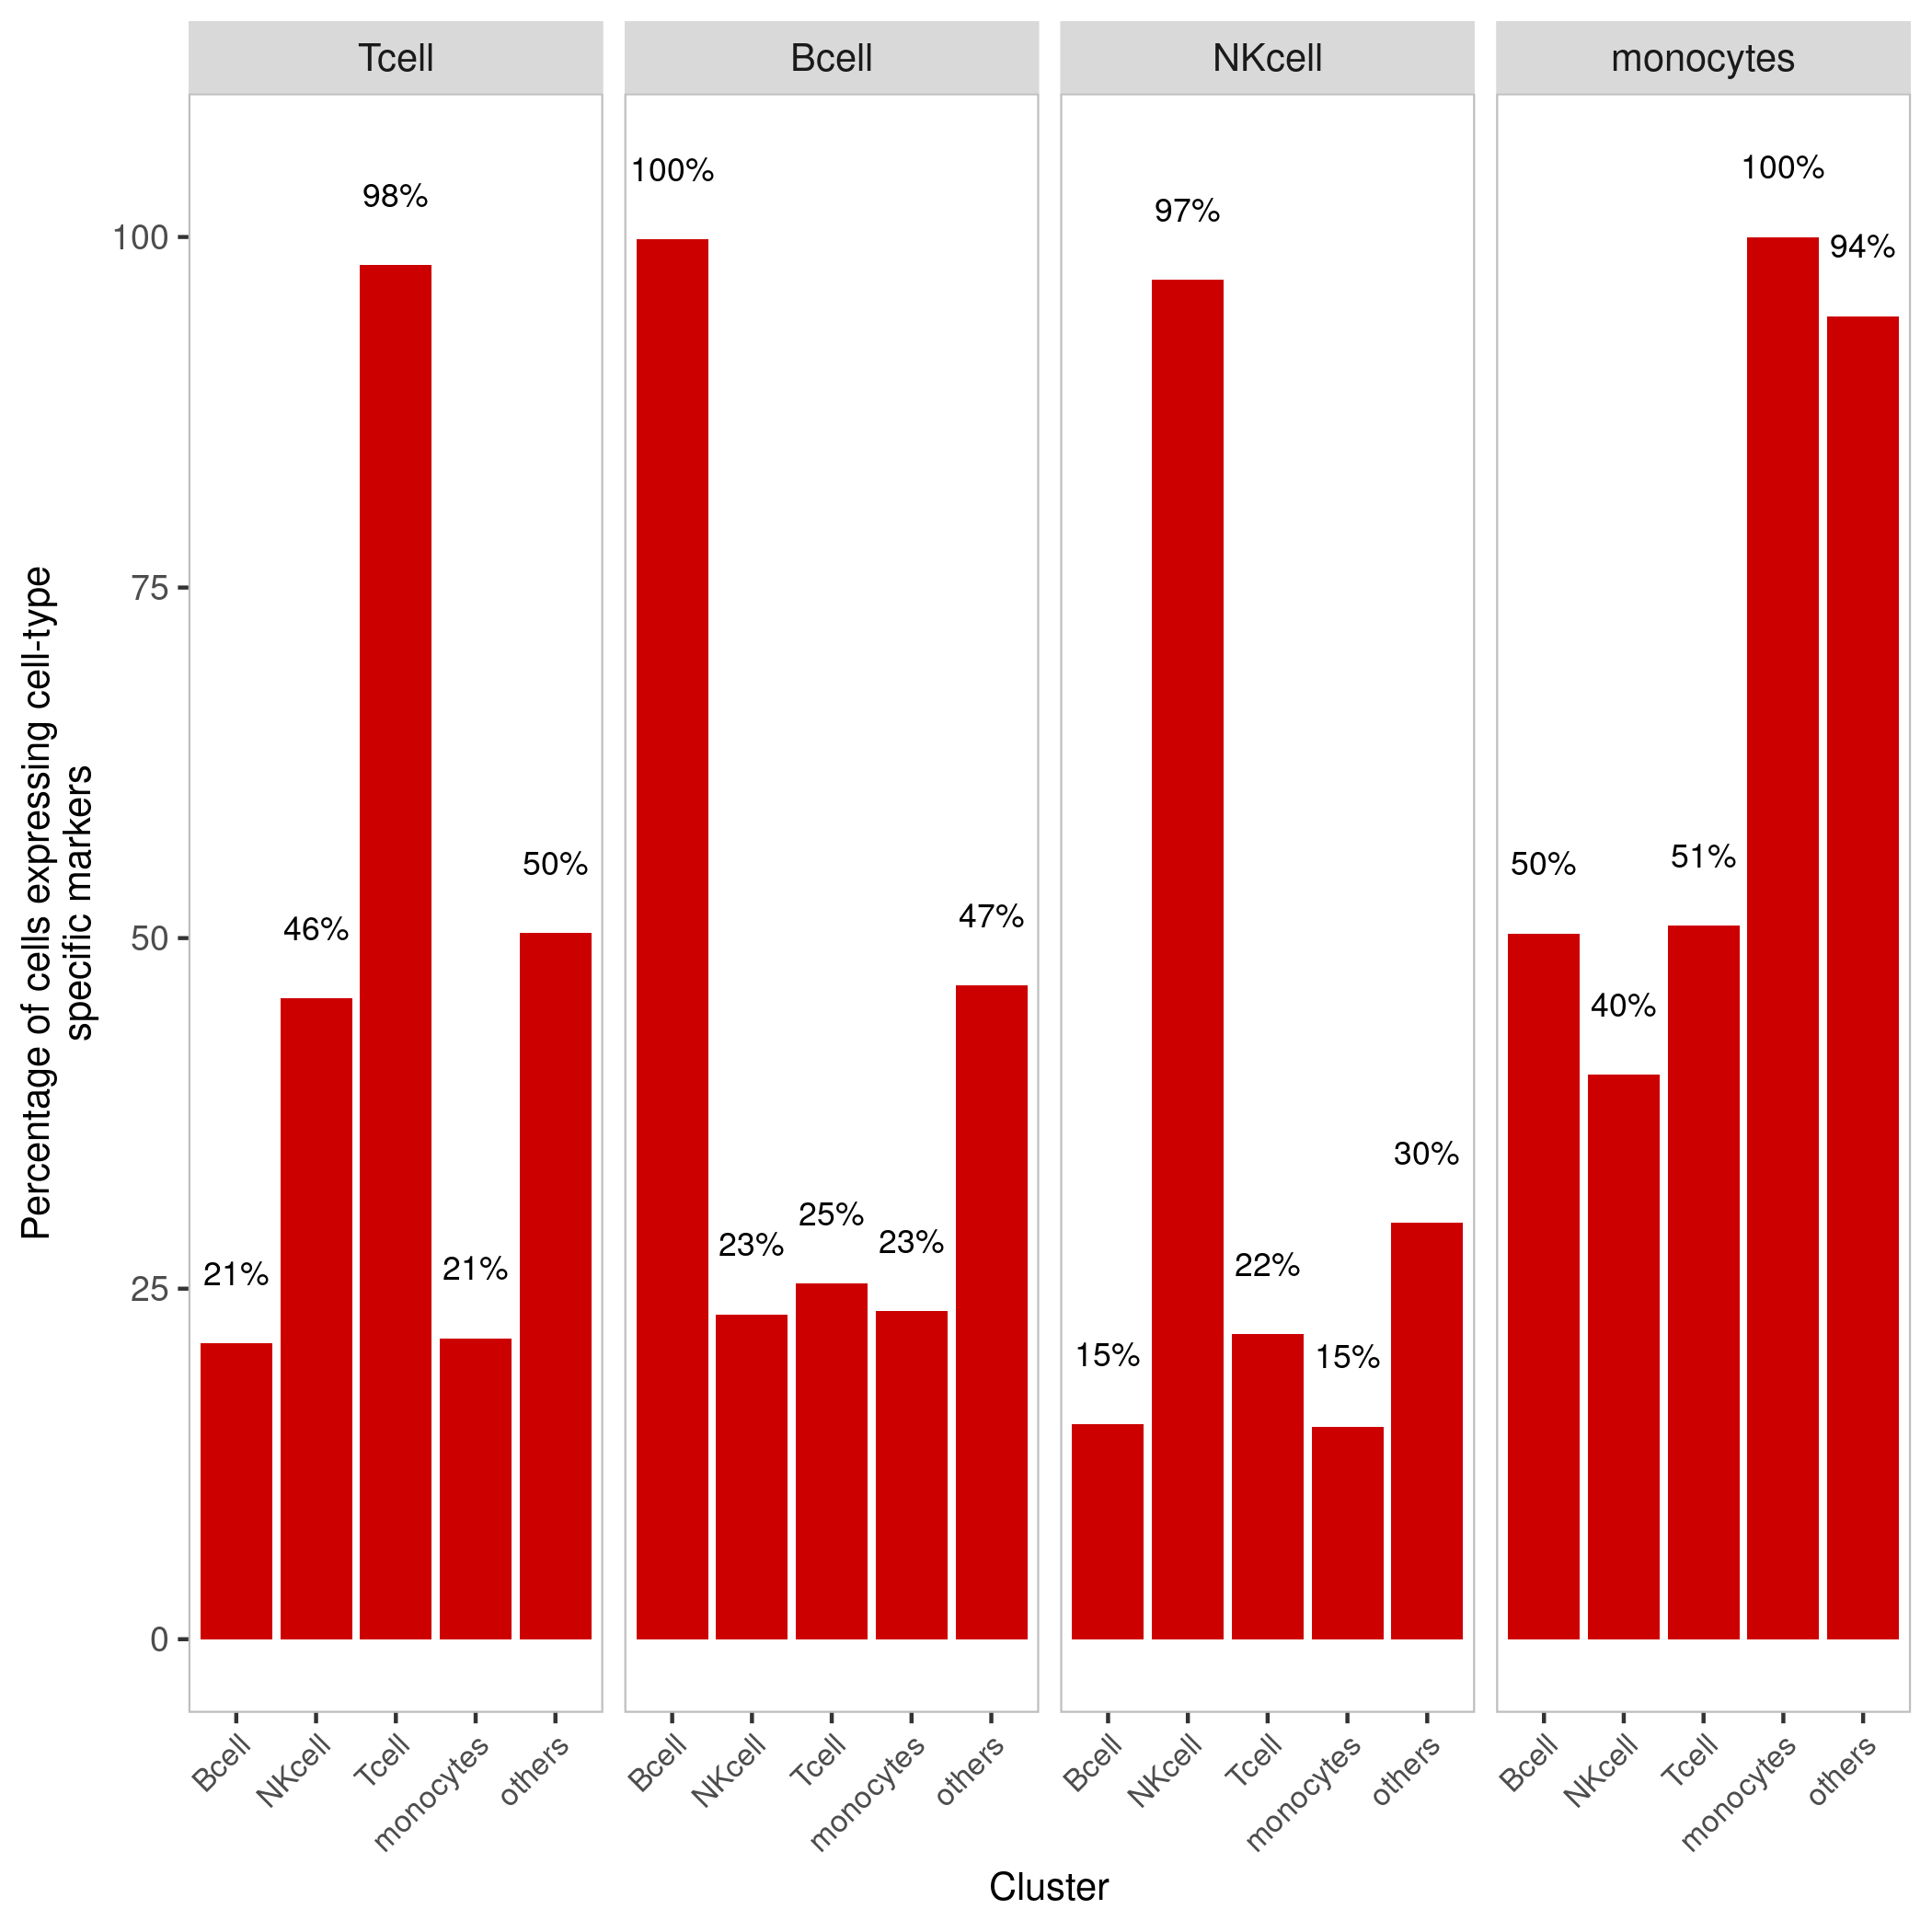 Tcell
Bcell
NKcell
monocytes
Percentage of cells expressing cell-type
specific markers
100
75
50
25
0
21%
46%
98%
21%
50%
100%
23%
25%
23%
47%
15%
97%
22%
15%
30%
50%
40%
51%
100%
94%
Bcell
NKcell
Tcell
monocytes
others
Bcell
NKcell
Tcell
monocytes
others
Bcell
NKcell
Tcell
monocytes
others
Bcell
NKcell
Tcell
monocytes
others
Cluster